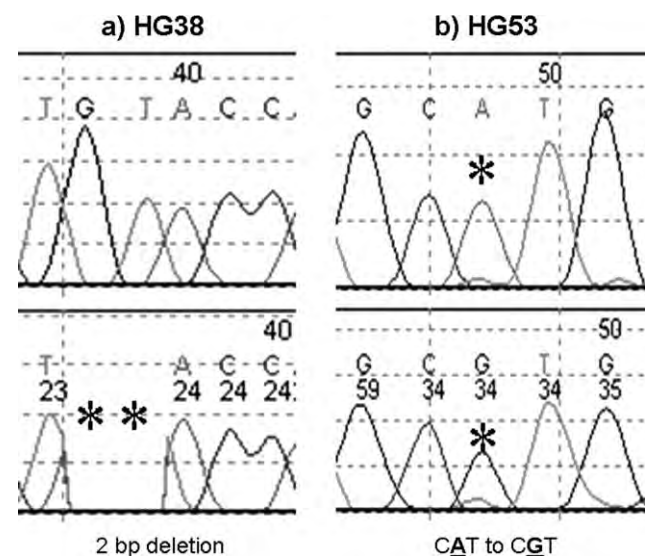 a) HG38
b) HG53
40
T G T A C C
50
G C A T G
*
40
T A C C
23 24 24 24
* *
50
G C G T G
59 34 34 34 35
*
2 bp deletion
CAT to CGT